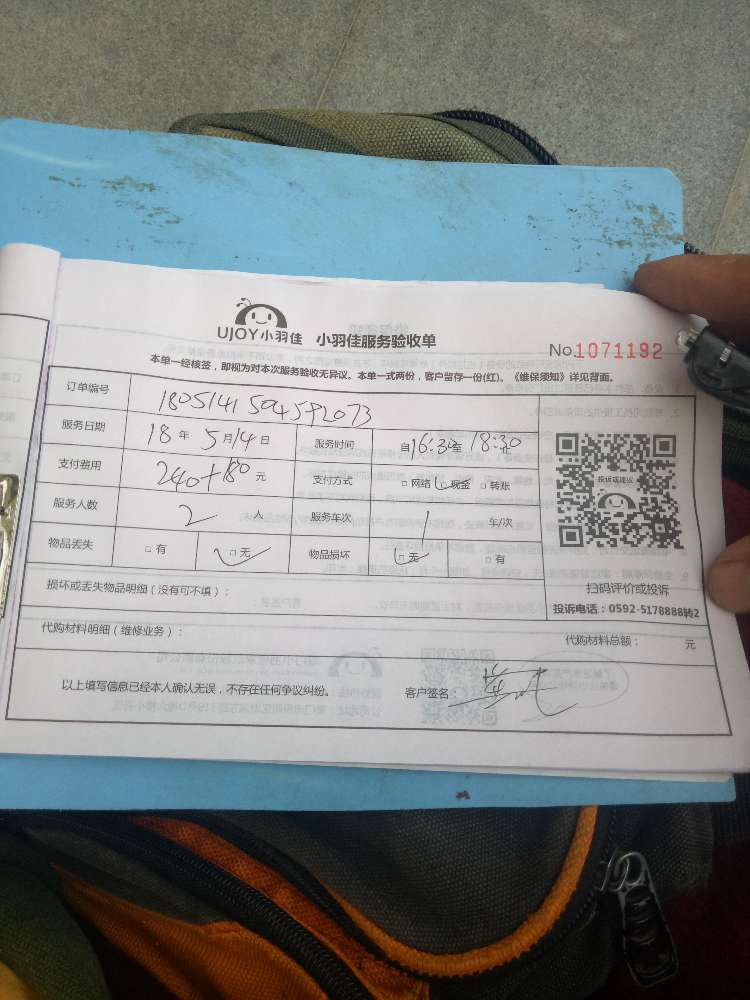 UJOY小羽佳 小羽佳服务验收单
No.1071192
本单一经核签，即视为对本次服务验收无异议。本单一式两份，客户留存一份(红)。《维保须知》详见背面。
订单编号 1805141504592073
服务日期 18年5月14日 服务时间 自16:30至18:30止
支付费用 240+80元 支付方式 □网络 □现金 □转账
服务人数 2人 服务车次 1车/次
物品丢失 □有 □无 物品损坏 □无 □有
投诉或建议
扫码评价或投诉
投诉电话：0592-5178888转2
损坏或丢失物品明细（没有可不填）：
代购材料明细（维修业务）： 代购材料总额： 元
以上填写信息已经本人确认无误，不存在任何争议纠纷。 客户签名：